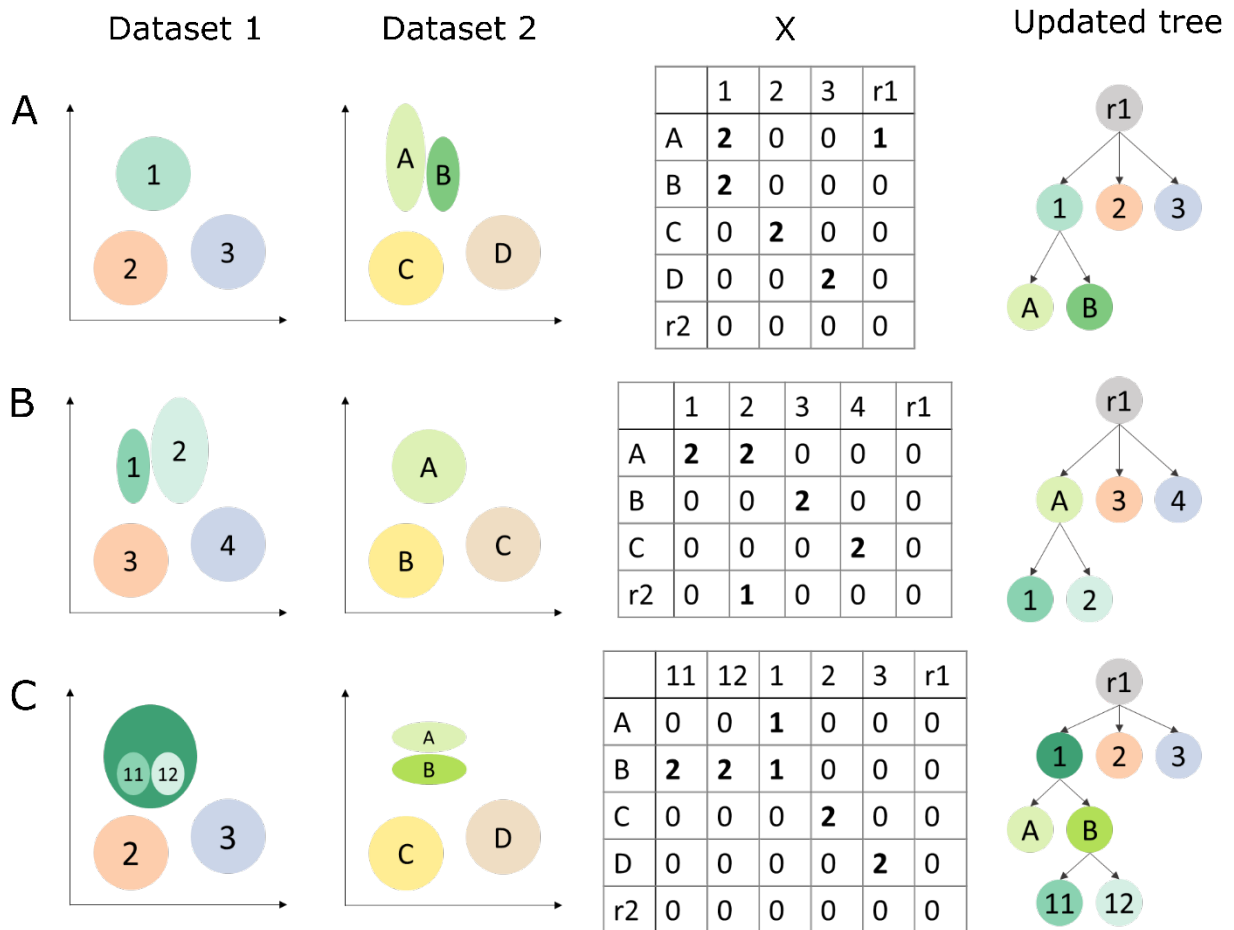 Dataset 1 Dataset 2 X Updated tree
A
1
2
3
A
B
C
D
1 2 3 r1
A 2 0 0 1
B 2 0 0 0
C 0 2 0 0
D 0 0 2 0
r2 0 0 0 0
r1
1 2 3
A B
B
1
2
3
4
A
B
C
1 2 3 4 r1
A 2 2 0 0 0
B 0 0 2 0 0
C 0 0 0 2 0
r2 0 1 0 0 0
r1
A 3 4
1 2
C
11 12
2
3
A
B
C
D
11 12 1 2 3 r1
A 0 0 1 0 0 0
B 2 2 1 0 0 0
C 0 0 0 2 0 0
D 0 0 0 0 2 0
r2 0 0 0 0 0 0
r1
1 2 3
A B
11 12